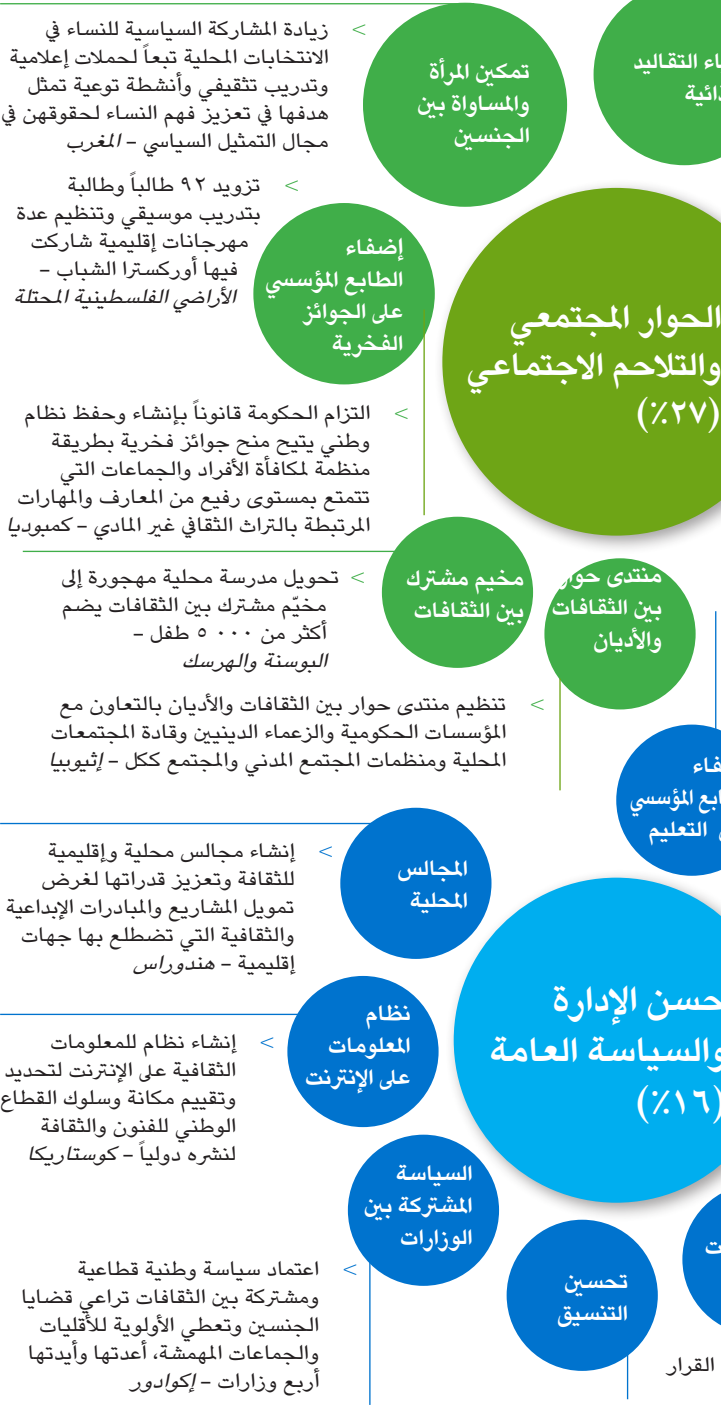 زيادة المشاركة السياسية للنساء في
الانتخابات المحلية تبعاً لحملات إعلامية
وتدريب تثقيفي وأنشطة توعية تمثل
هدفها في تعزيز فهم النساء لحقوقهن في
مجال التمثيل السياسي – المغرب
تمكين المرأة
والمساواة بين
الجنسين
التقاليد
< تزويد ٩٢ طالباً وطالبة
بتدريب موسيقي وتنظيم عدة
مهرجانات إقليمية شاركت
فيها أوركسترا الشباب –
الأراضي الفلسطينية المحتلة
إضفاء
الطابع المؤسسي
على الجوائز
الفخرية
الحوار المجتمعي
والتلاحم الاجتماعي
(٢٧٪)
< التزام الحكومة قانوناً بإنشاء وحفظ نظام
وطني يتيح منح جوائز فخرية بطريقة
منظمة لمكافأة الأفراد والجماعات التي
تتمتع بمستوى رفيع من المعارف والمهارات
المرتبطة بالتراث الثقافي غير المادي – كمبوديا
مخيم مشترك
بين الثقافات
منتدى حوار
بين الثقافات
والأديان
< تحويل مدرسة محلية مهجورة إلى
مخيّم مشترك بين الثقافات يضم
أكثر من ٠٠٠ ٥ طفل –
البوسنة والهرسك
< تنظيم منتدى حوار بين الثقافات والأديان بالتعاون مع
المؤسسات الحكومية والزعماء الدينيين وقادة المجتمعات
المحلية ومنظمات المجتمع المدني والمجتمع ككل – إثيوبيا
المؤسسي
التعليم
المجالس
المحلية
< إنشاء مجالس محلية وإقليمية
للثقافة وتعزيز قدراتها لغرض
تمويل المشاريع والمبادرات الإبداعية
والثقافية التي تضطلع بها جهات
إقليمية – هندوراس
حسن الإدارة
والسياسة العامة
(١٦٪)
نظام
المعلومات
على الإنترنت
< إنشاء نظام للمعلومات
الثقافية على الإنترنت لتحديد
وتقييم مكانة وسلوك القطاع
الوطني للفنون والثقافة
لنشره دولياً – كوستاريكا
السياسة
المشتركة بين
الوزارات
تحسين
التنسيق
< اعتماد سياسة وطنية قطاعية
ومشتركة بين الثقافات تراعي قضايا
الجنسين وتعطي الأولوية للأقليات
والجماعات المهمشة، أعدتها وأيدتها
أربع وزارات – إكوادور
القرار